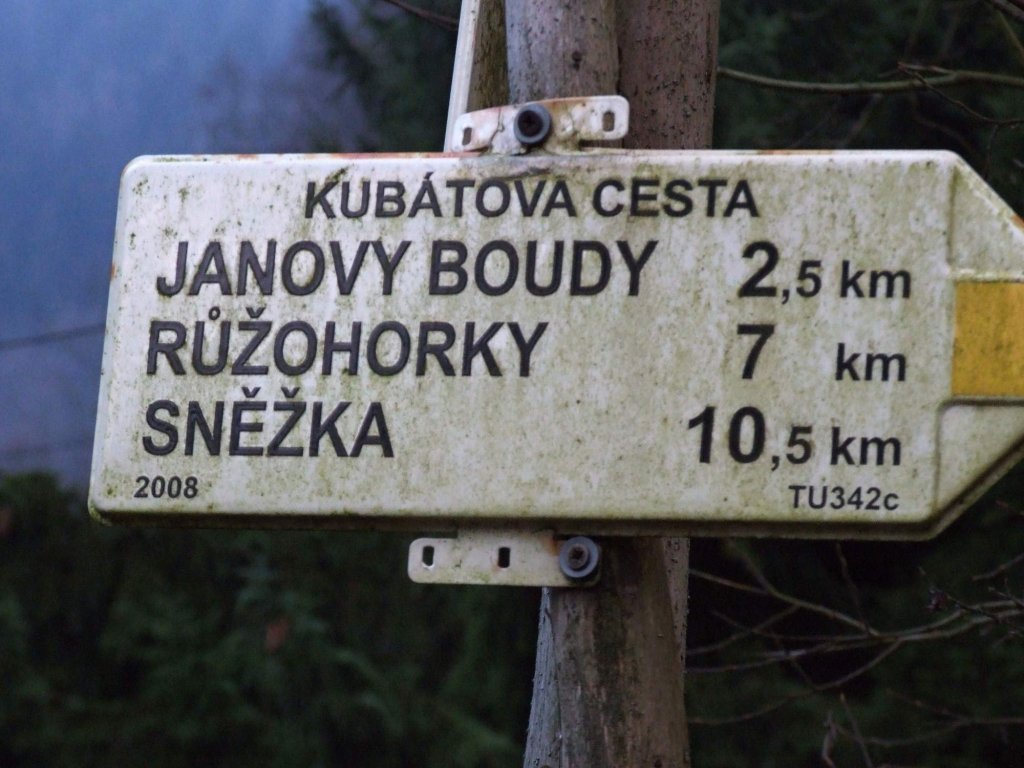 KUBÁTOVA CESTA
JANOVY BOUDY 2,5 km
RŮŽOHORKY 7 km
SNĚŽKA 10,5 km
2008 TU342c